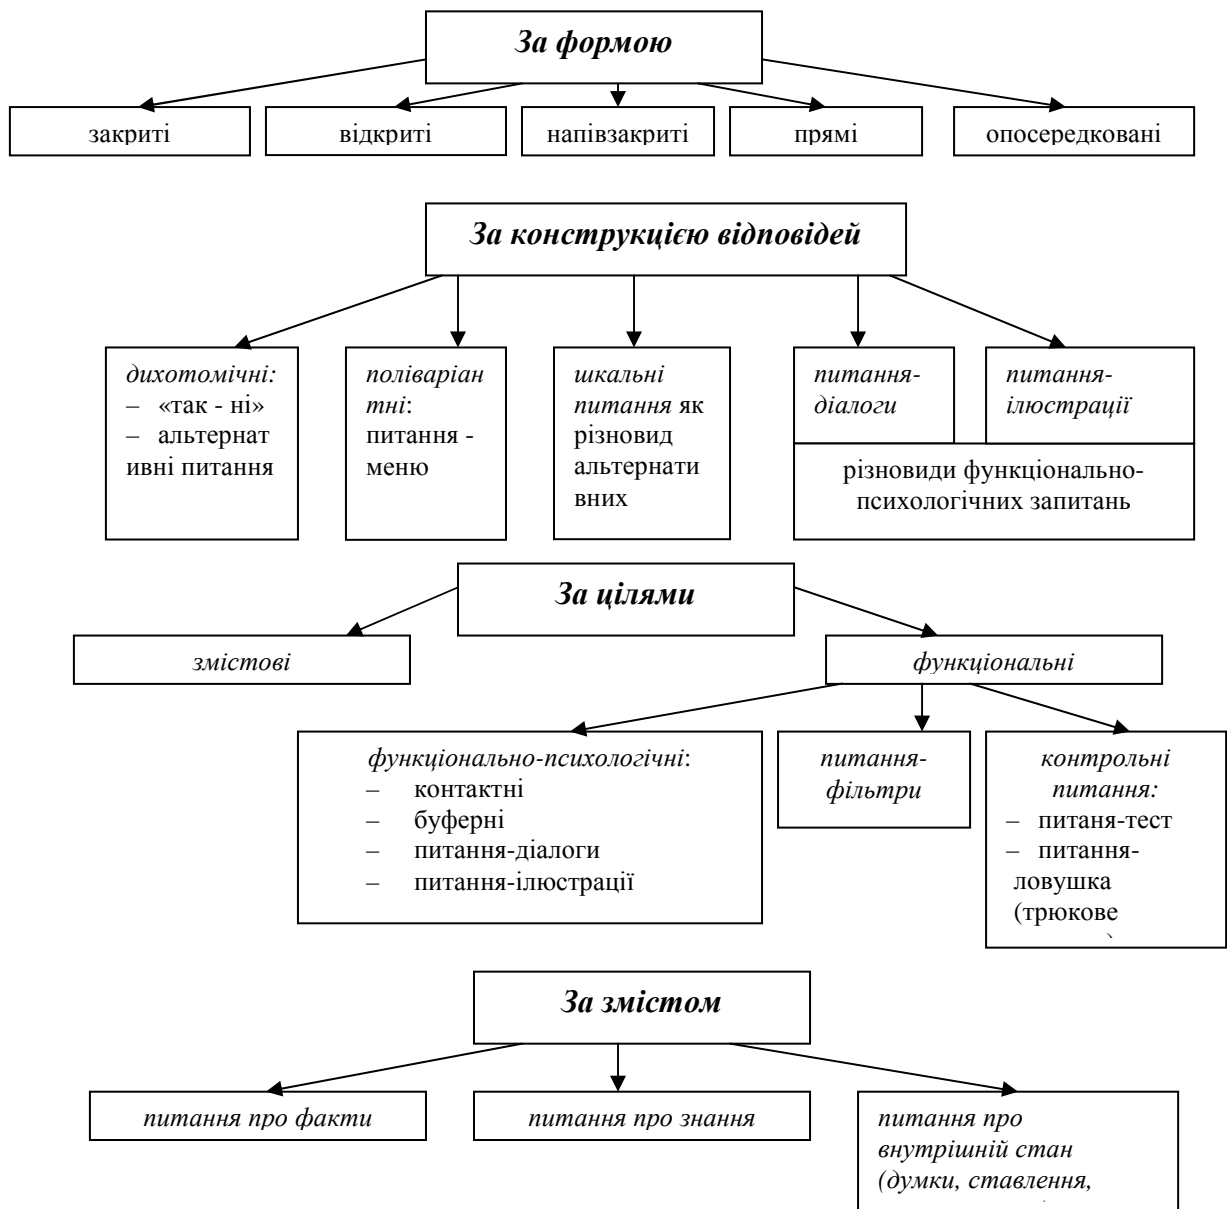 За формою
закриті
відкриті
напівзакриті
прямі
опосередковані
За конструкцією відповідей
дихотомічні:
– «так - ні»
– альтернат
ивні питання
поліваріан
тні:
питання -
меню
шкальні
питання як
різновид
альтернати
вних
питання-
діалоги
питання-
ілюстрації
різновиди функціонально-
психологічних запитань
За цілями
змістові
функціональні
функціонально-психологічні:
– контактні
– буферні
– питання-діалоги
– питання-ілюстрації
питання-
фільтри
контрольні
питання:
– питаня-тест
– питання-
ловушка
(трюкове
За змістом
питання про факти
питання про знання
питання про
внутрішній стан
(думки, ставлення,